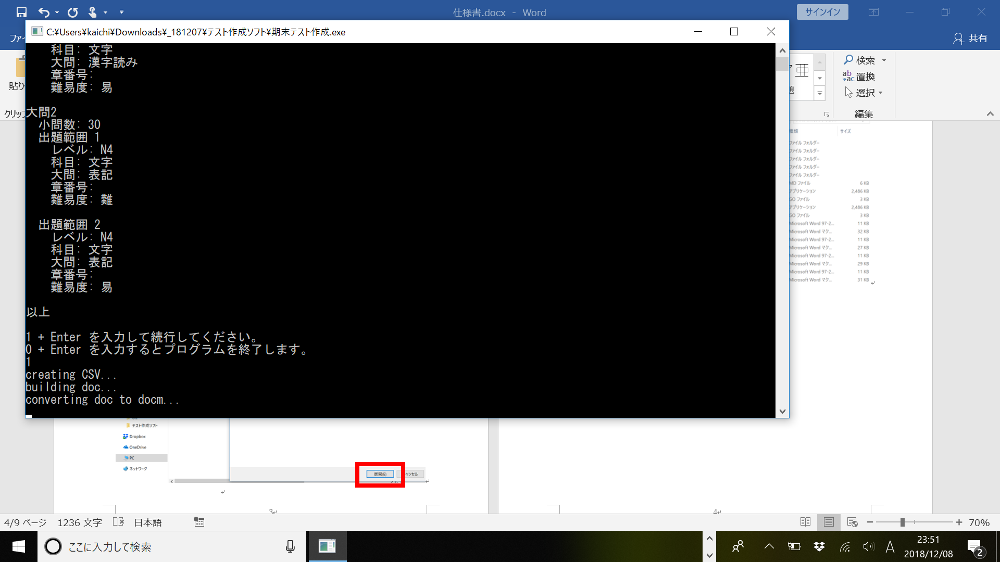 仕様書.docx - Word
サインイン
C:¥Users¥kaichi¥Downloads¥_181207¥テスト作成ソフト¥期末テスト作成.exe
共有
科目: 文字
大問: 漢字読み
章番号:
難易度: 易
大問2
小問数: 30
出題範囲 1
レベル: N4
科目: 文字
大問: 表記
章番号:
難易度: 難
出題範囲 2
レベル: N4
科目: 文字
大問: 表記
章番号:
難易度: 易
以上
1 + Enter を入力して続行してください。
0 + Enter を入力するとプログラムを終了します。
1
creating CSV...
building doc...
converting doc to docm...
検索
置換
選択
編集
種類 サイズ
ファイル フォルダー
ファイル フォルダー
ファイル フォルダー
ファイル フォルダー
ファイル フォルダー
MD ファイル 6 KB
アプリケーション 2,486 KB
GO ファイル 3 KB
アプリケーション 2,486 KB
GO ファイル 3 KB
Microsoft Word 97-2... 11 KB
Microsoft Word マク... 32 KB
Microsoft Word 97-2... 11 KB
Microsoft Word マク... 27 KB
Microsoft Word 97-2... 11 KB
Microsoft Word マク... 29 KB
Microsoft Word 97-2... 11 KB
Microsoft Word マク... 31 KB
テスト作成ソフト
Dropbox
OneDrive
PC
ネットワーク
展開(E)
3
4
4/9 ページ 1236 文字 日本語
70%
ここに入力して検索
A
23:51
2018/12/08
2